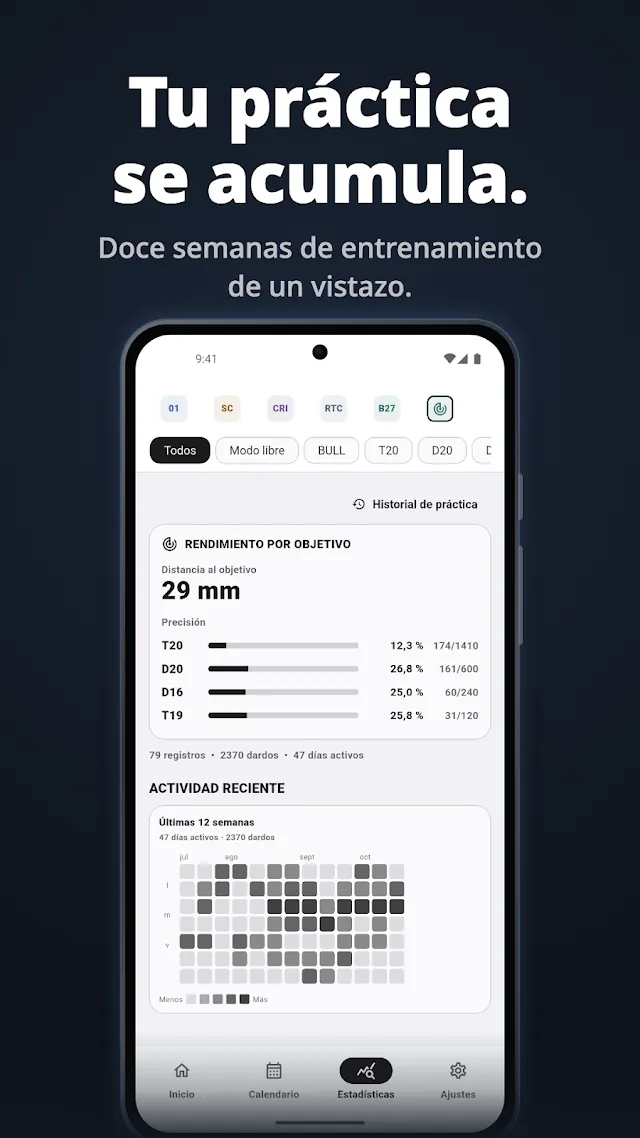 Tu práctica
se acumula.
Doce semanas de entrenamiento
de un vistazo.
9:41
01 SC CRI RTC B27
Todos Modo libre BULL T20 D20 D
Historial de práctica
RENDIMIENTO POR OBJETIVO
Distancia al objetivo
29 mm
Precisión
T20 12,3 % 174/1410
D20 26,8 % 161/600
D16 25,0 % 60/240
T19 25,8 % 31/120
79 registros • 2370 dardos • 47 días activos
ACTIVIDAD RECIENTE
Últimas 12 semanas
47 días activos · 2370 dardos
jul ago sept oct
l
m
v
Menos Más
Inicio Calendario Estadísticas Ajustes